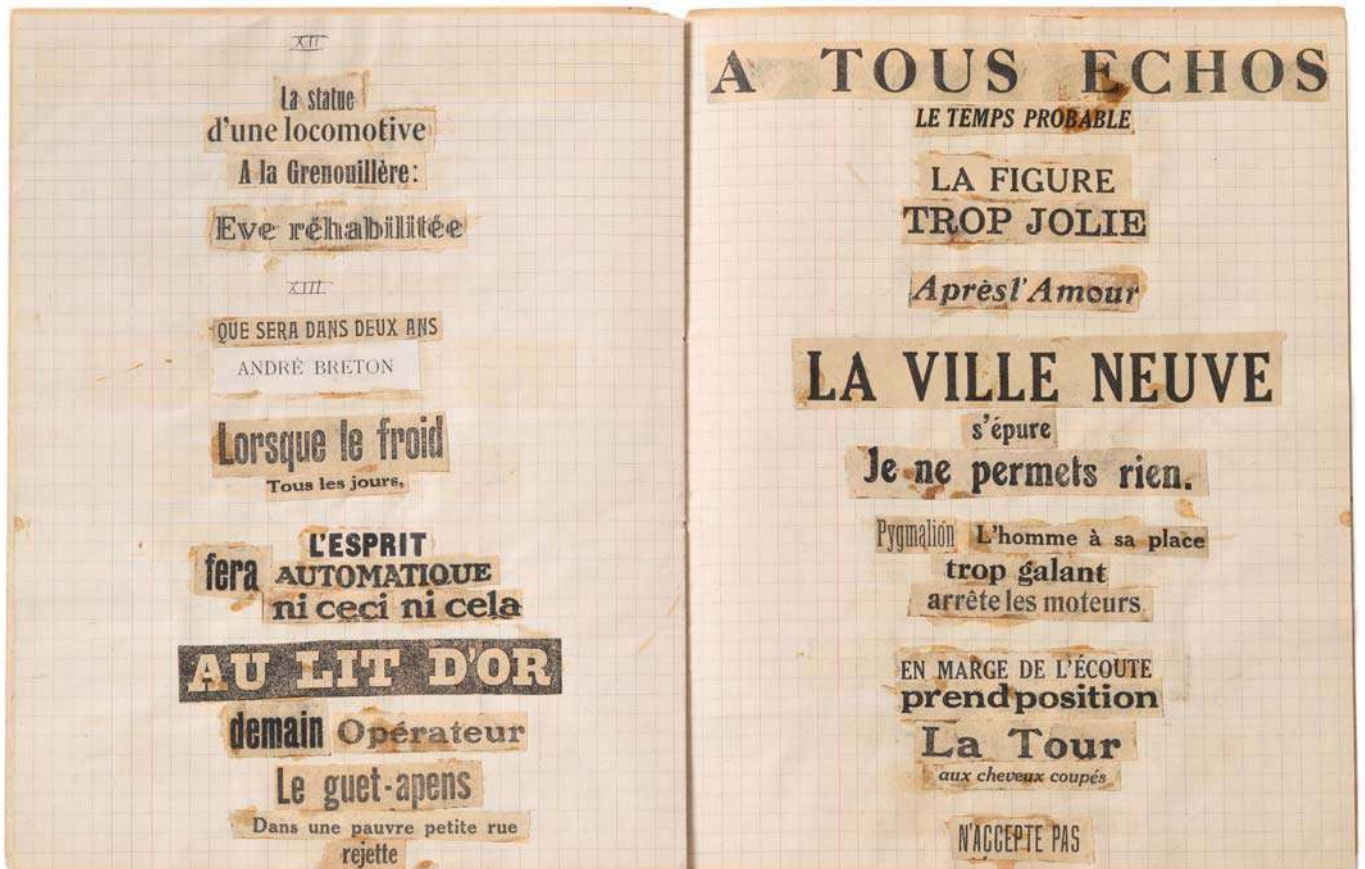 XII
La statue
d'une locomotive
A la Grenouillère:
Eve réhabilitée
XIII
QUE SERA DANS DEUX ANS
ANDRÉ BRETON
Lorsque le froid
Tous les jours,
L'ESPRIT
fera AUTOMATIQUE
ni ceci ni cela
AU LIT D'OR
demain Opérateur
Le guet-apens
Dans une pauvre petite rue
rejette
A TOUS ECHOS
LE TEMPS PROBABLE
LA FIGURE
TROP JOLIE
Après l'Amour
LA VILLE NEUVE
s'épure
Je ne permets rien.
Pygmalion L'homme à sa place
trop galant
arrête les moteurs.
EN MARGE DE L'ÉCOUTE
prend position
La Tour
aux cheveux coupés
N'ACCEPTE PAS